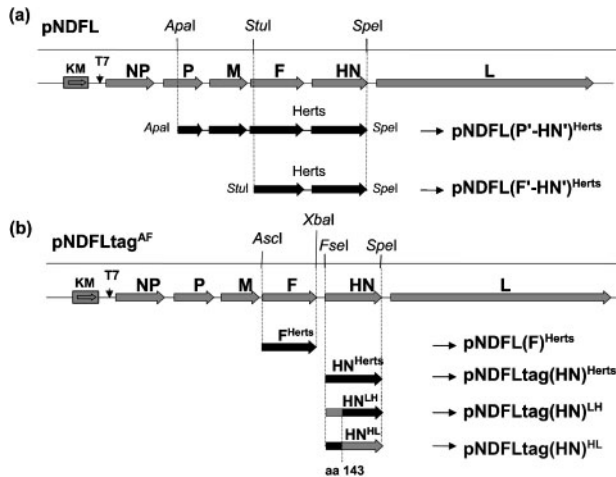 (a) pNDFL
ApaI StuI SpeI
KM T7 NP P M F HN L
Herts
ApaI SpeI → pNDFL(P'-HN')Herts
Herts
StuI SpeI → pNDFL(F'-HN')Herts
(b) pNDFLtagAF
AscI XbaI FseI SpeI
KM T7 NP P M F HN L
FHerts → pNDFL(F)Herts
HNHerts → pNDFLtag(HN)Herts
HNLH → pNDFLtag(HN)LH
HNHL → pNDFLtag(HN)HL
aa 143